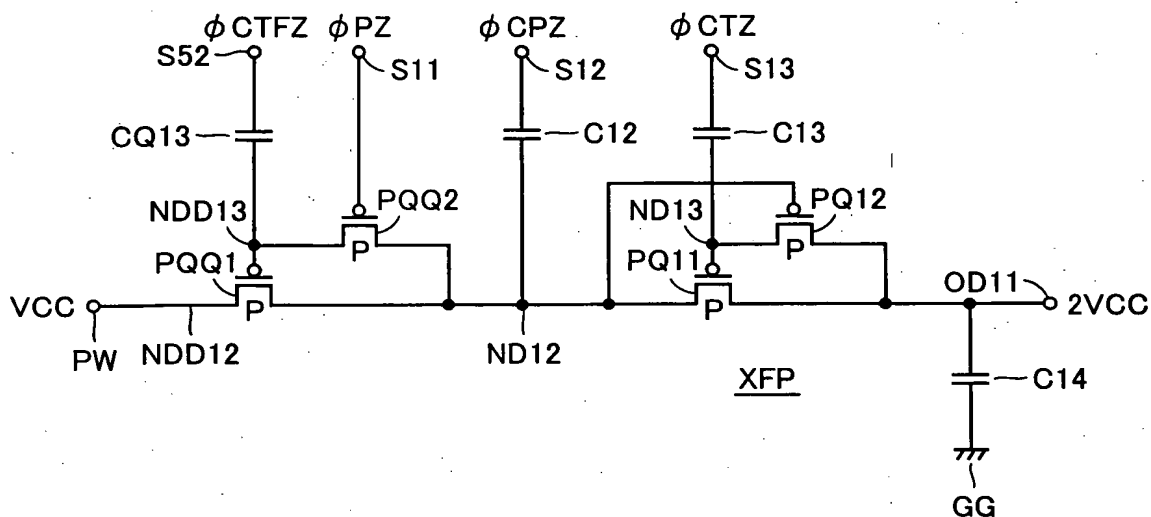 φCTFZ φPZ φCPZ φCTZ
S52 S11 S12 S13
CQ13 C12 C13
NDD13 PQQ2 ND13 PQ12
PQQ1 P PQ11 P
VCC P P OD11 2VCC
PW NDD12 ND12
XFP C14
GG